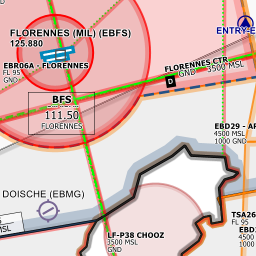 FLORENNES (MIL) (EBFS)
125.880
ENTRY-E
FLORENNES CTR
GND 3500 MSL
EBR06A - FLORENNES
FL 95
GND
D
BFS
111.50
FLORENNES
EBD29 - AR
4500 MSL
1000 GND
DOISCHE (EBMG)
MSL
LF-P38 CHOOZ
3500 MSL
GND
TSA26
FL 95
4500
EBD
4500
1000